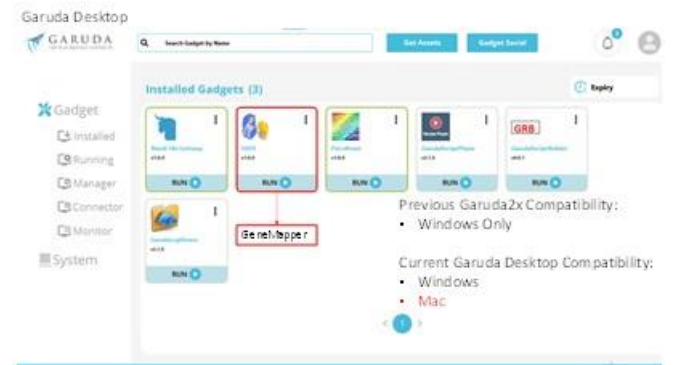 Garuda Desktop
GARUDA
Search Gadget by Name
Get Assets
Gadget Social
Installed Gadgets (3)
Expiry
Gadget
Installed
Running
Manager
Connector
Monitor
System
RUN
RUN
RUN
RUN
GRB
RUN
GeneMapper
RUN
1
Previous Garuda2x Compatibility:
• Windows Only
Current Garuda Desktop Compatibility:
• Windows
• Mac